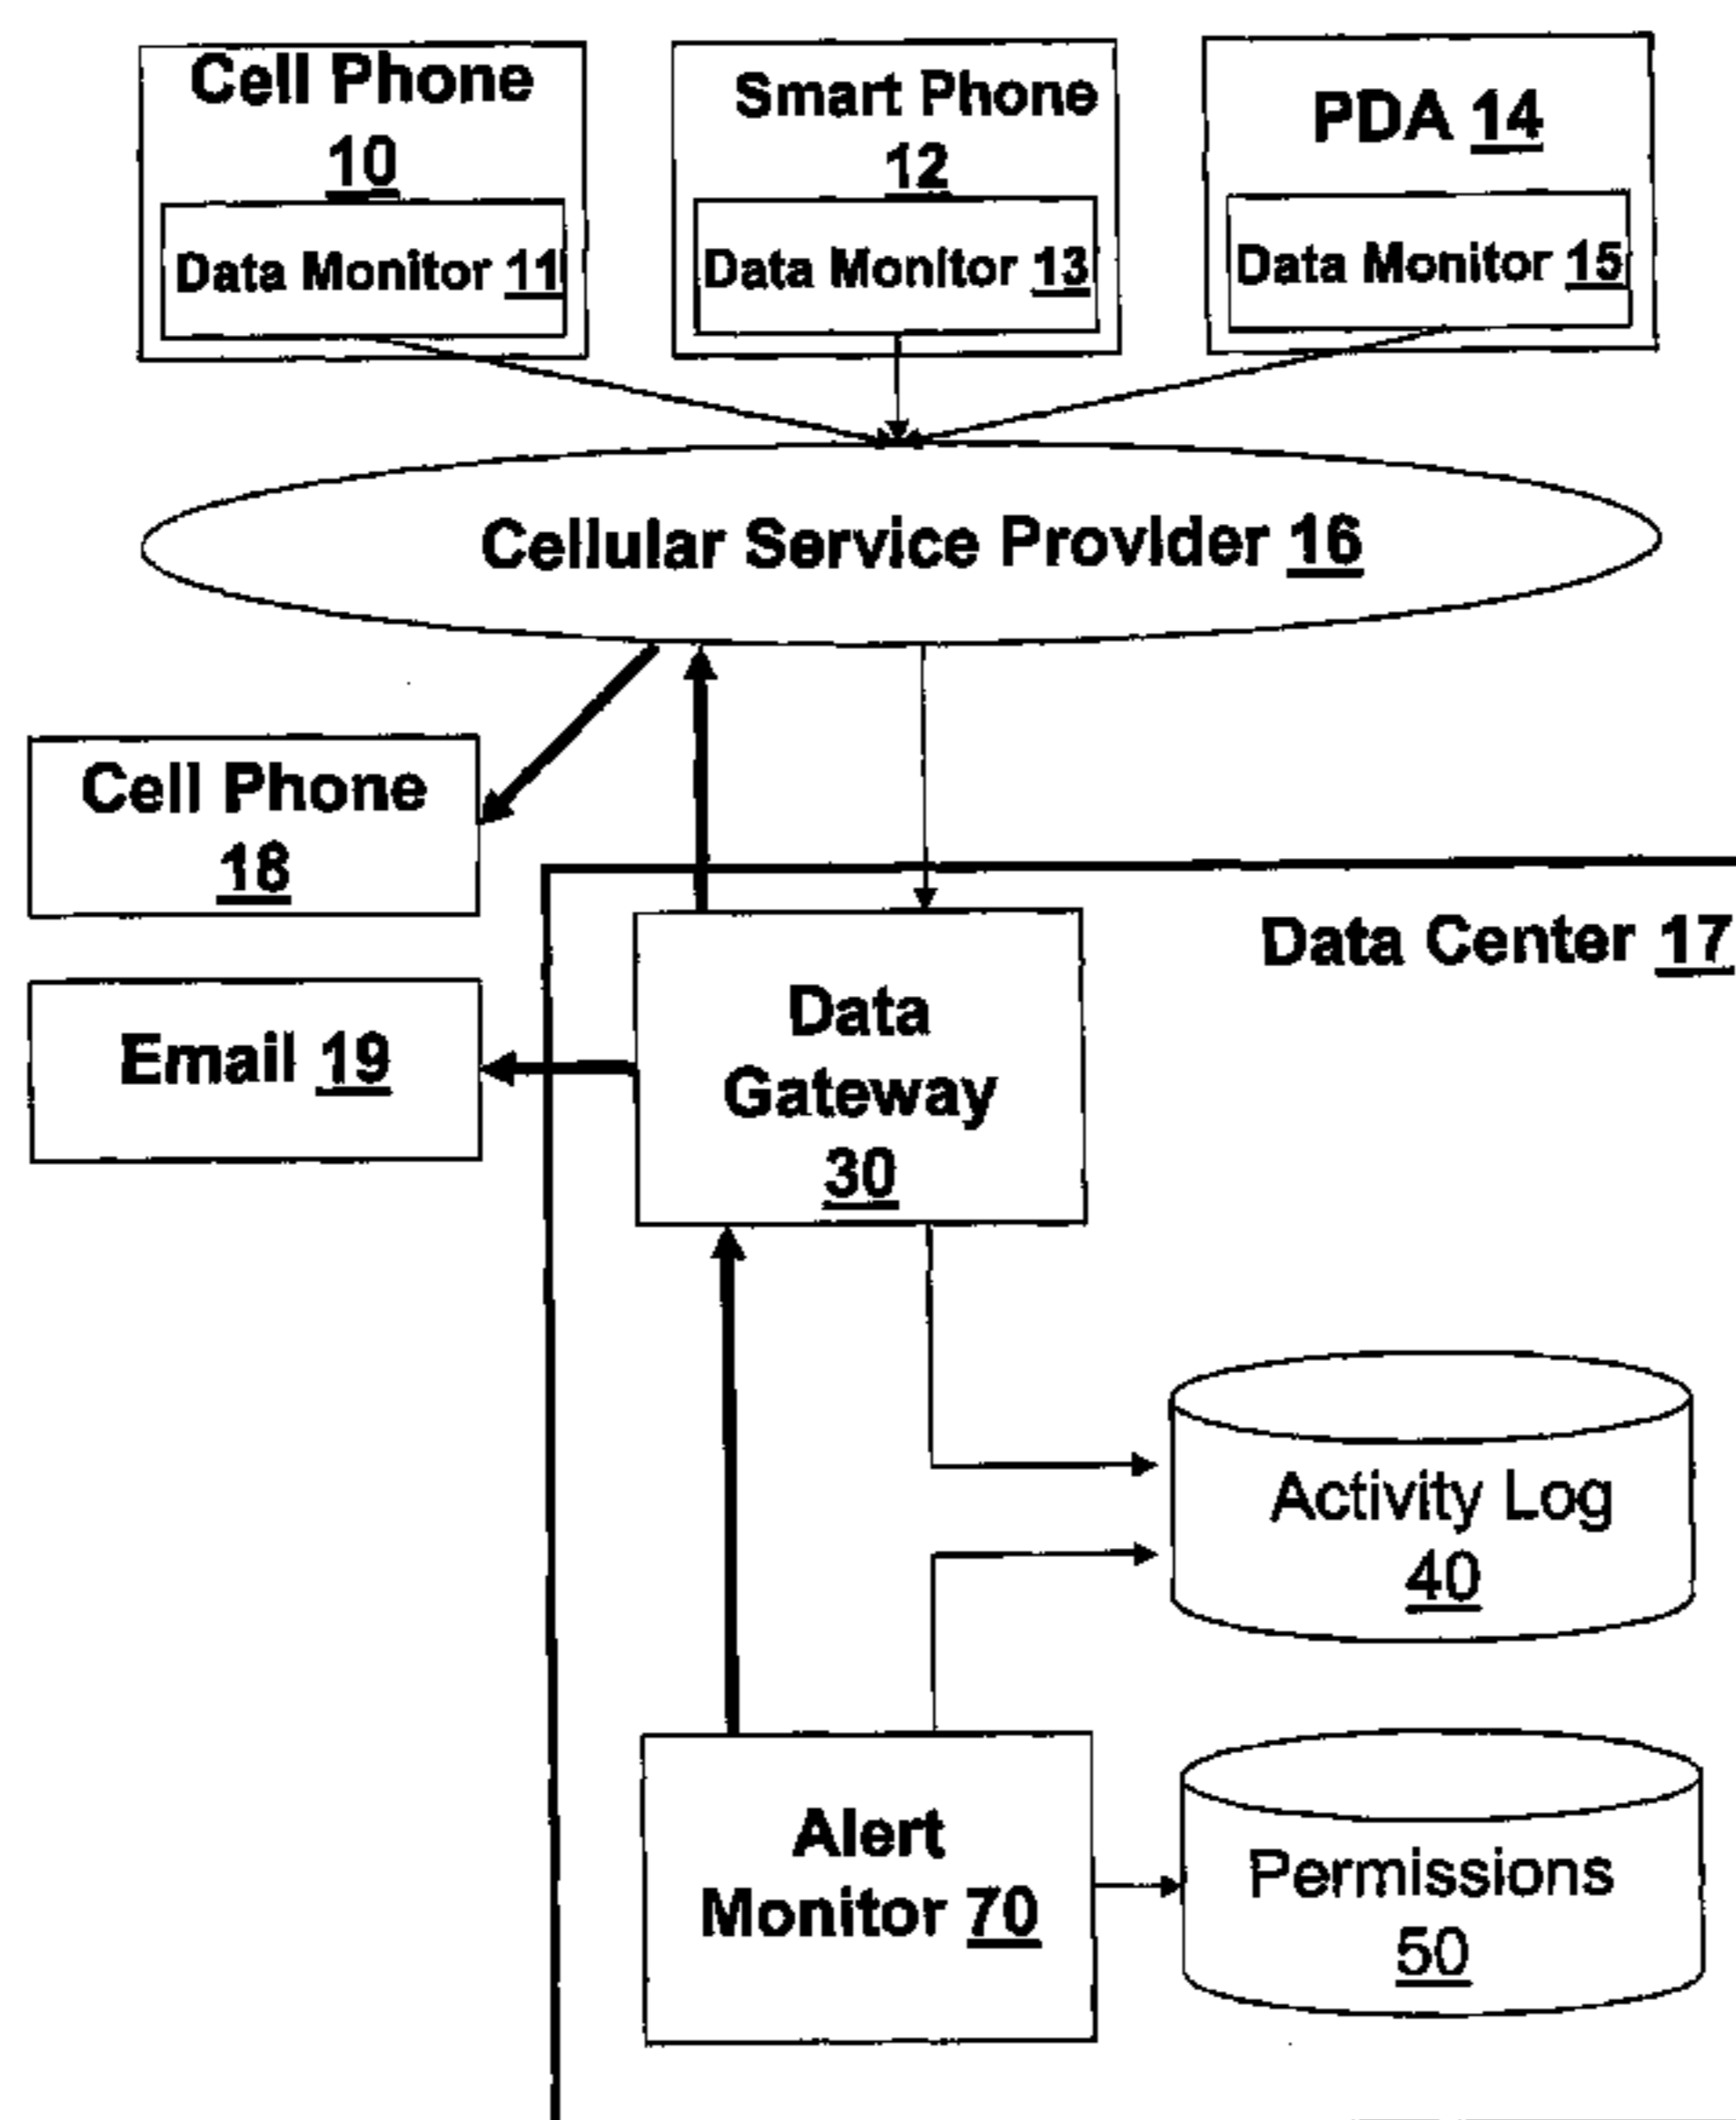 Cell Phone
10
Data Monitor 11
Smart Phone
12
Data Monitor 13
PDA 14
Data Monitor 15
Cellular Service Provider 16
Cell Phone
18
Data Center 17
Email 19
Data
Gateway
30
Activity Log
40
Alert
Monitor 70
Permissions
50